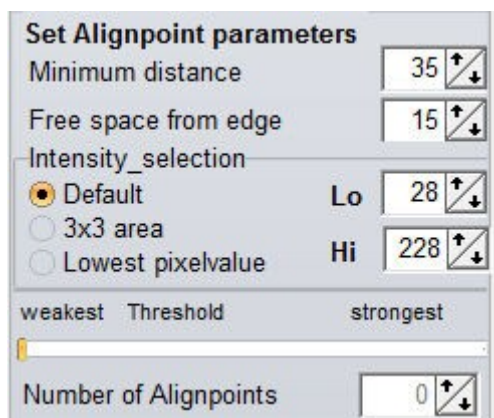 Set Alignpoint parameters
Minimum distance 35
Free space from edge 15
Intensity_selection
Default Lo 28
3x3 area
Lowest pixelvalue Hi 228
weakest Threshold strongest
Number of Alignpoints 0